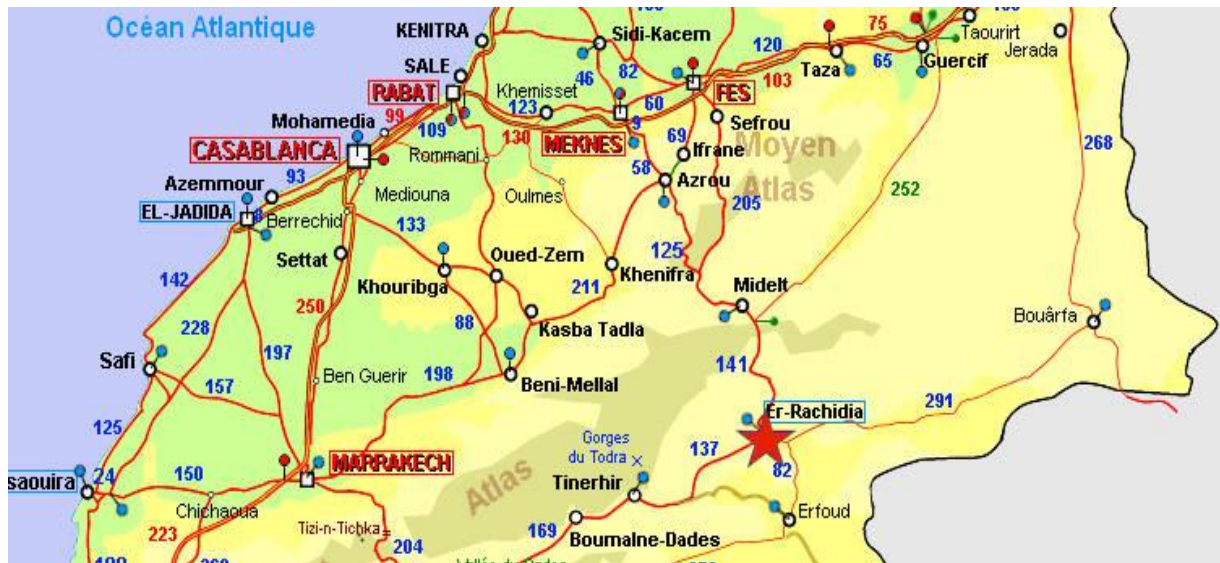 Océan Atlantique
KENITRA
Sidi-Kacem
120
75
Taourirt
Jerada
Taza
65
Guercif
SALE
46
82
103
RABAT
Khemisset
123
60
FES
99
Mohamedia
109
130
MEKNES
9
69
Sefrou
268
CASABLANCA
Rommani
Ifrane
Moyen
Atlas
58
Azrou
252
Azemmour
93
Mediouna
Oulmes
205
EL-JADIDA
8
Berrechid
133
125
Settat
Oued-Zem
Khenifra
142
Khouribga
211
Midelt
250
228
88
Kasba Tadla
Bouârfa
Safi
197
141
157
Ben Guerir
198
Beni-Mellal
Er-Rachidia
291
125
Gorges
du Todra
137
82
saouira
24
150
MARRAKECH
Atlas
Tinerhir
Chichaoua
Erfoud
223
Tizi-n-Tichka
204
169
Boumalne-Dades